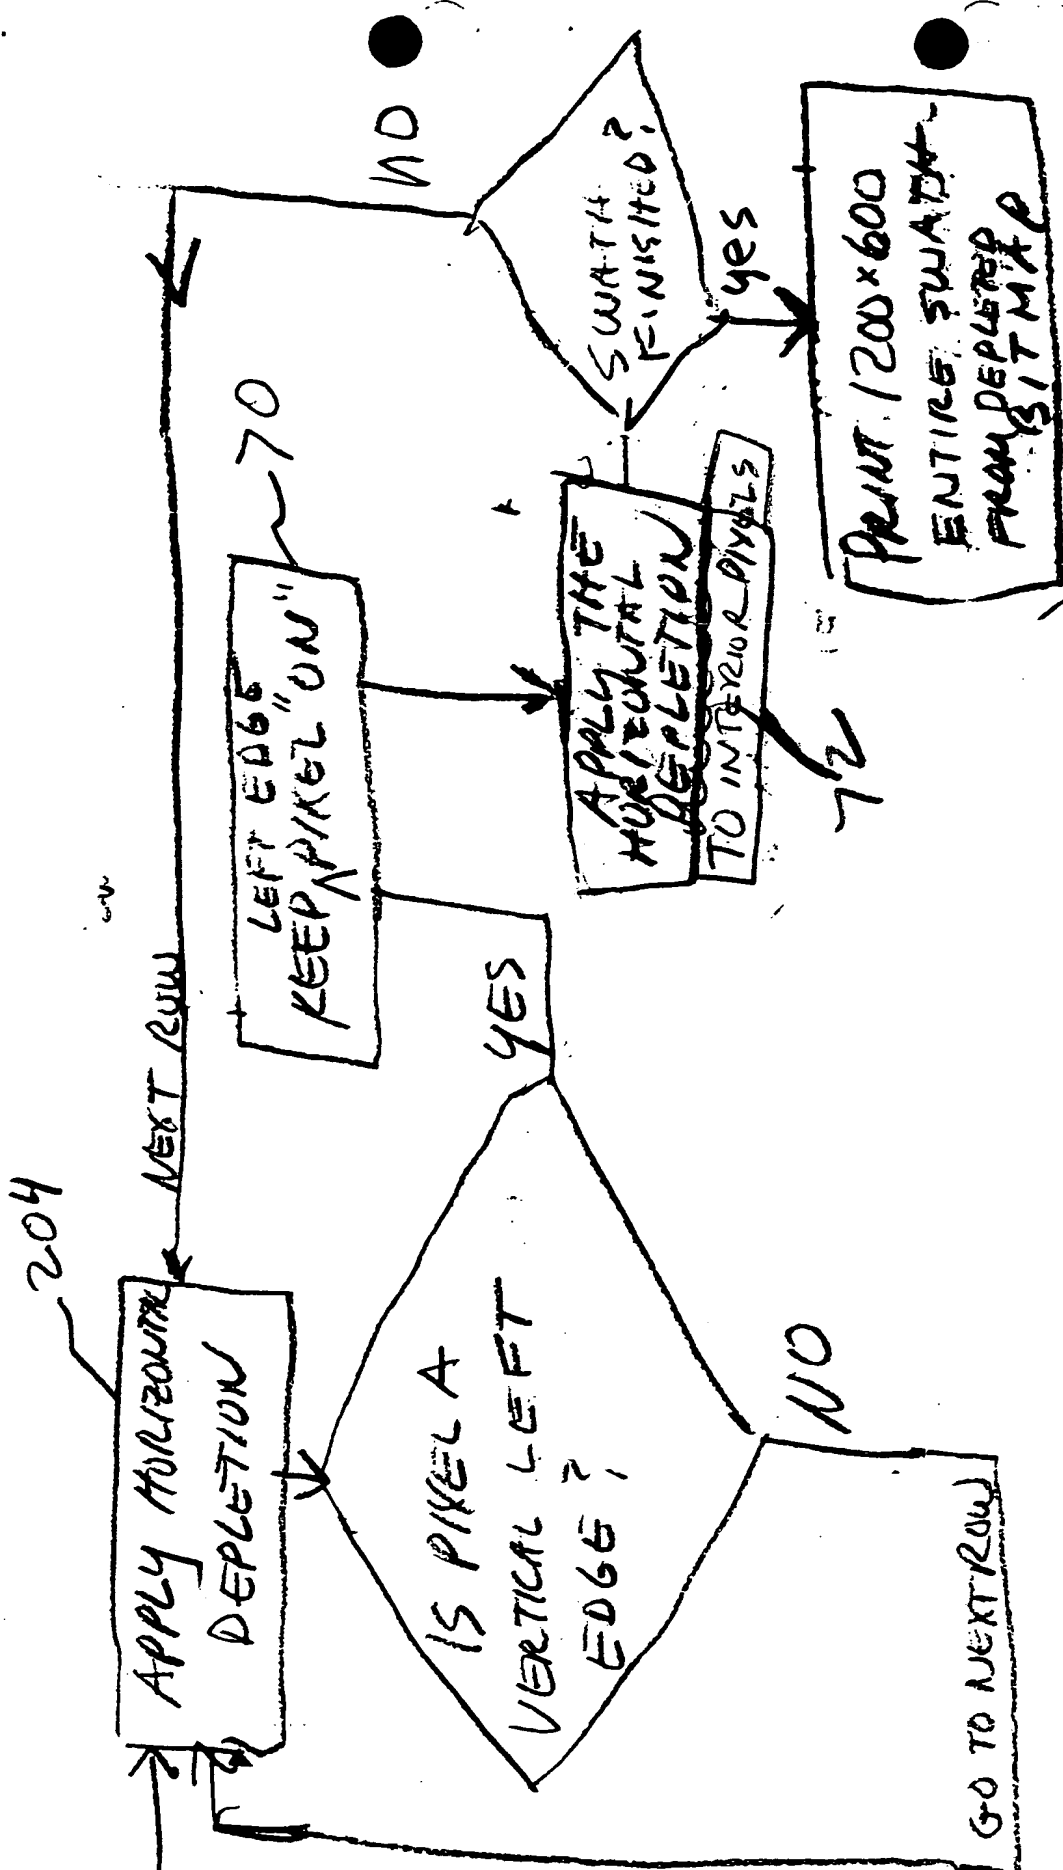 204
APPLY HORIZONTAL
DEPLETION
NEXT ROW
IS PIXEL A
VERTICAL LEFT
EDGE?
NO
GO TO NEXT ROW
YES
LEFT EDGE
KEEP ^ PIXEL "ON"
70
APPLY THE
HORIZONTAL
DEPLETION
TO INTERIOR PIXELS
72
SWATH
FINISHED?
NO
yes
PRINT 1200x600
ENTIRE SWATH
FROM DEPLETED
BITMAP